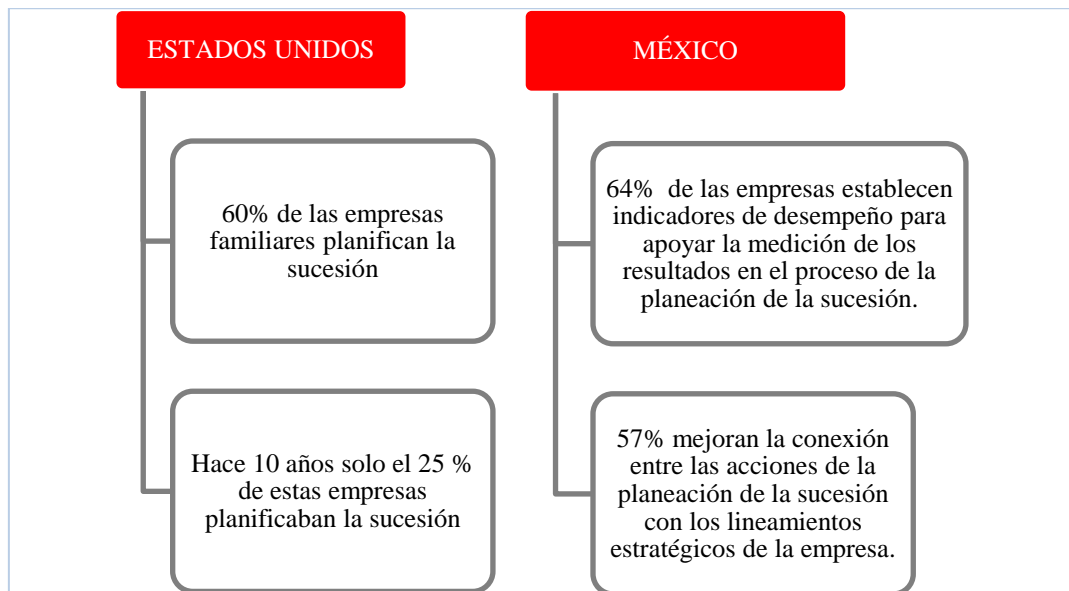 ESTADOS UNIDOS
60% de las empresas
familiares planifican la
sucesión
Hace 10 años solo el 25 %
de estas empresas
planificaban la sucesión
MÉXICO
64%  de las empresas establecen
indicadores de desempeño para
apoyar la medición de los
resultados en el proceso de la
planeación de la sucesión.
57% mejoran la conexión
entre las acciones de la
planeación de la sucesión
con los lineamientos
estratégicos de la empresa.